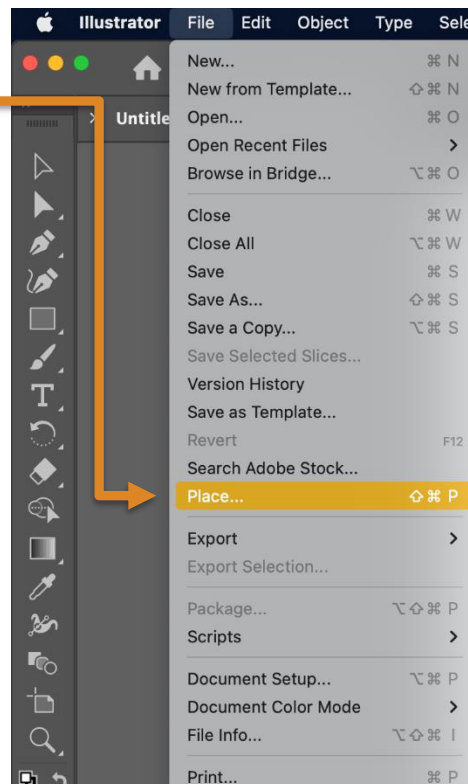 Illustrator File Edit Object Type Sele
New... ⌘ N
New from Template... ⇧ ⌘ N
Untitle
Open... ⌘ O
Open Recent Files >
Browse in Bridge... ⌥ ⌘ O
Close ⌘ W
Close All ⌥ ⌘ W
Save ⌘ S
Save As... ⇧ ⌘ S
Save a Copy... ⌥ ⌘ S
Save Selected Slices...
Version History
Save as Template...
Revert F12
Search Adobe Stock...
Place... ⇧ ⌘ P
Export >
Export Selection...
Package... ⌥ ⇧ ⌘ P
Scripts >
Document Setup... ⌥ ⌘ P
Document Color Mode >
File Info... ⌥ ⇧ ⌘ I
Print... ⌘ P